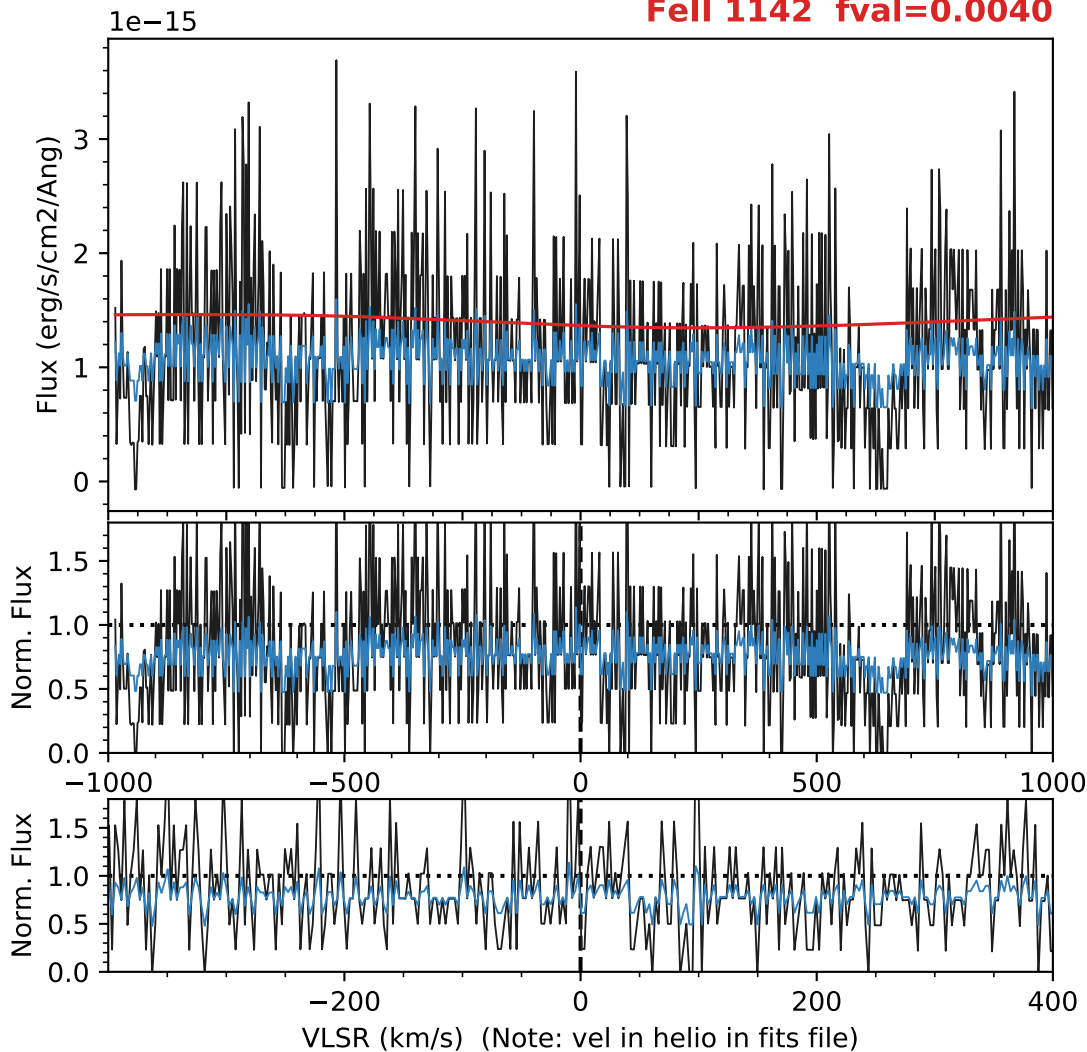 FeII 1142 fval=0.0040
1e−15
Flux (erg/s/cm2/Ang)
3
2
1
0
Norm. Flux
1.5
1.0
0.5
0.0
−1000 −500 0 500 1000
Norm. Flux
1.5
1.0
0.5
0.0
−200 0 200 400
VLSR (km/s) (Note: vel in helio in fits file)